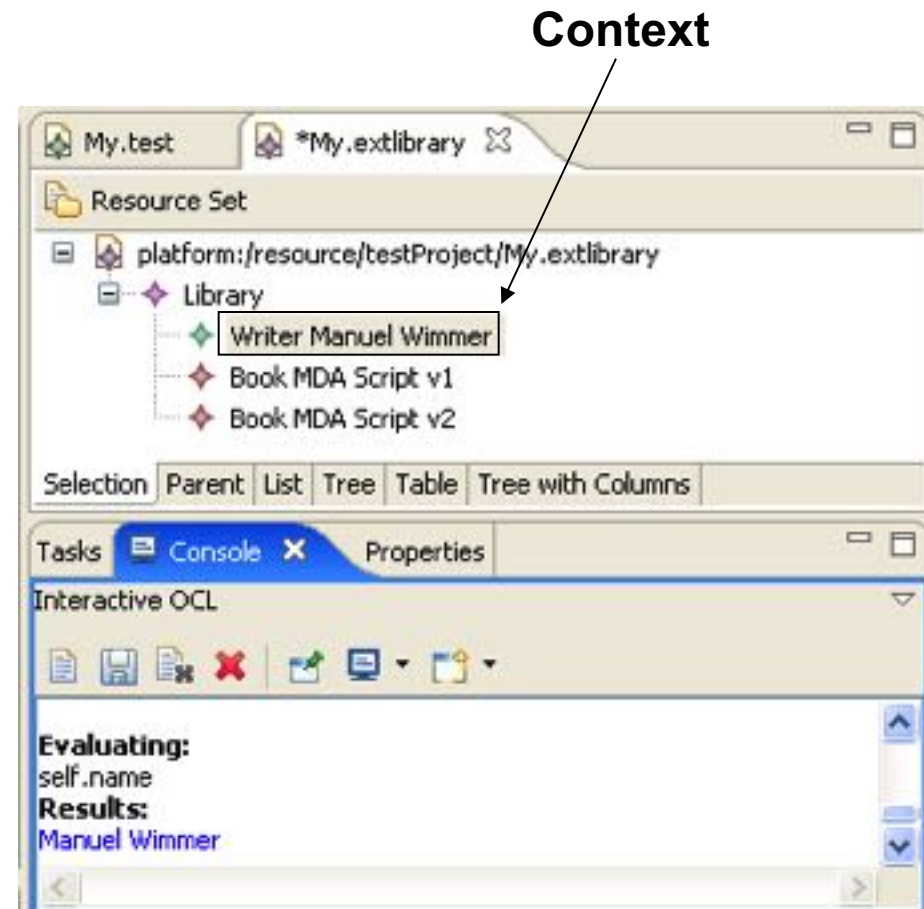 Context
My.test *My.extlibrary
Resource Set
platform:/resource/testProject/My.extlibrary
Library
Writer Manuel Wimmer
Book MDA Script v1
Book MDA Script v2
Selection Parent List Tree Table Tree with Columns
Tasks Console Properties
Interactive OCL
Evaluating:
self.name
Results:
Manuel Wimmer